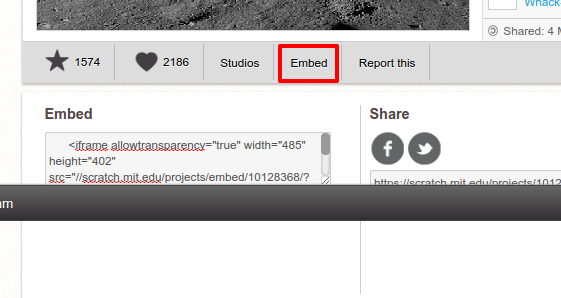 Whack-
Shared: 4 M
1574
2186
Studios
Embed
Report this
Embed
Share
<iframe allowtransparency="true" width="485"
height="402"
src="//scratch.mit.edu/projects/embed/10128368/?
https://scratch.mit.edu/projects/1012
am